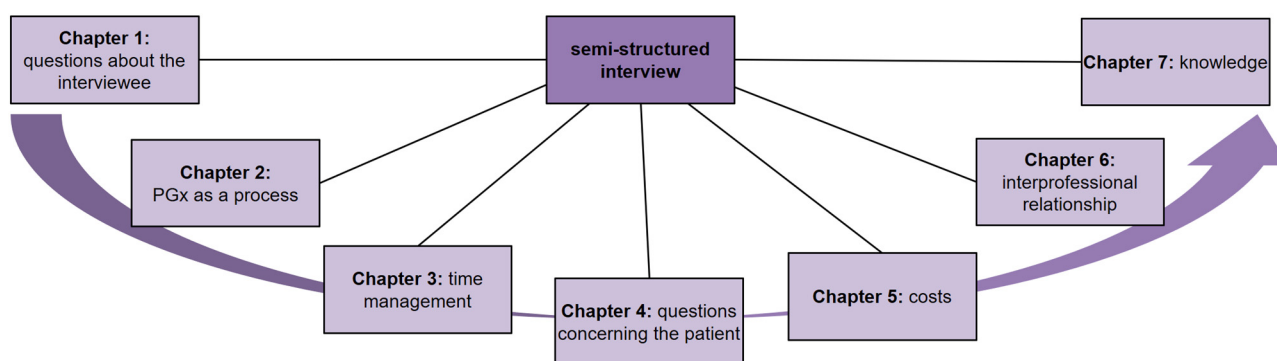 Chapter 1:
questions about the
interviewee
semi-structured
interview
Chapter 7: knowledge
Chapter 2:
PGx as a process
Chapter 6:
interprofessional
relationship
Chapter 3: time
management
Chapter 4: questions
concerning the patient
Chapter 5: costs